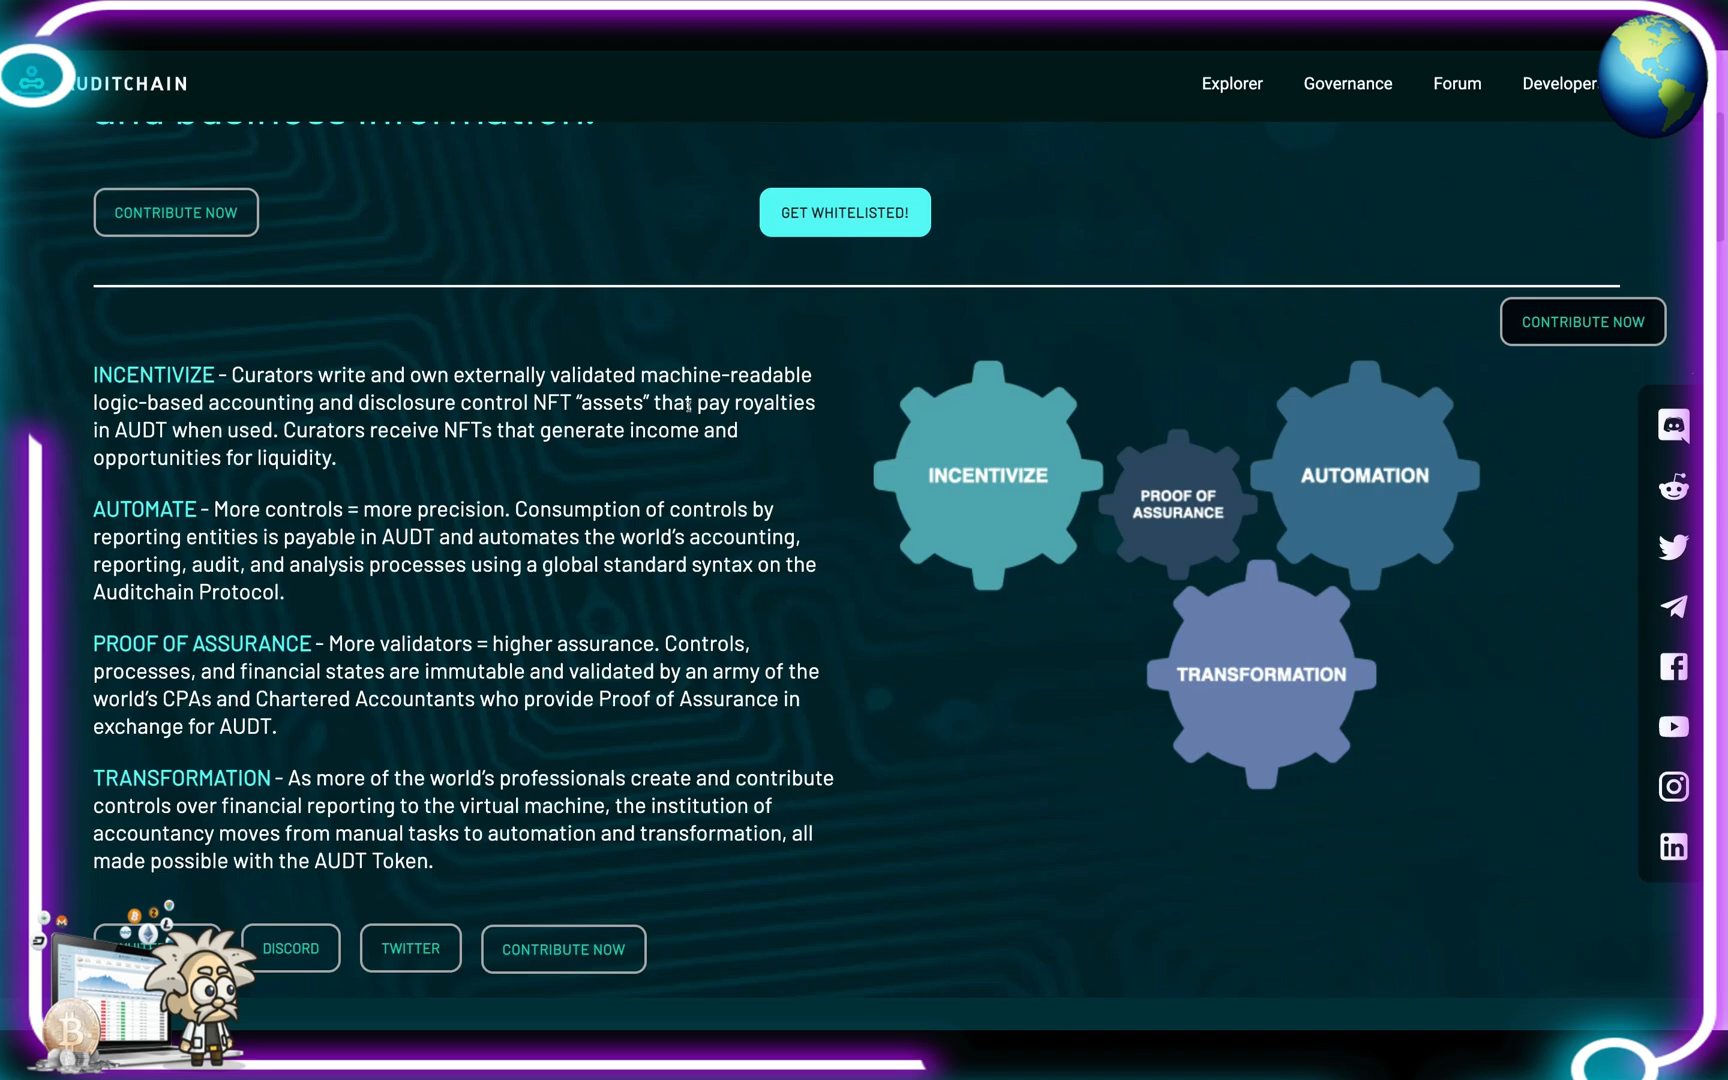 AUDITCHAIN
Explorer
Governance
Forum
Developer
and business information.
CONTRIBUTE NOW
GET WHITELISTED!
CONTRIBUTE NOW
INCENTIVIZE - Curators write and own externally validated machine-readable
logic-based accounting and disclosure control NFT “assets” that pay royalties
in AUDT when used. Curators receive NFTs that generate income and
opportunities for liquidity.
AUTOMATE - More controls = more precision. Consumption of controls by
reporting entities is payable in AUDT and automates the world’s accounting,
reporting, audit, and analysis processes using a global standard syntax on the
Auditchain Protocol.
PROOF OF ASSURANCE - More validators = higher assurance. Controls,
processes, and financial states are immutable and validated by an army of the
world’s CPAs and Chartered Accountants who provide Proof of Assurance in
exchange for AUDT.
TRANSFORMATION - As more of the world’s professionals create and contribute
controls over financial reporting to the virtual machine, the institution of
accountancy moves from manual tasks to automation and transformation, all
made possible with the AUDT Token.
INCENTIVIZE
PROOF OF
ASSURANCE
AUTOMATION
TRANSFORMATION
DISCORD
TWITTER
CONTRIBUTE NOW